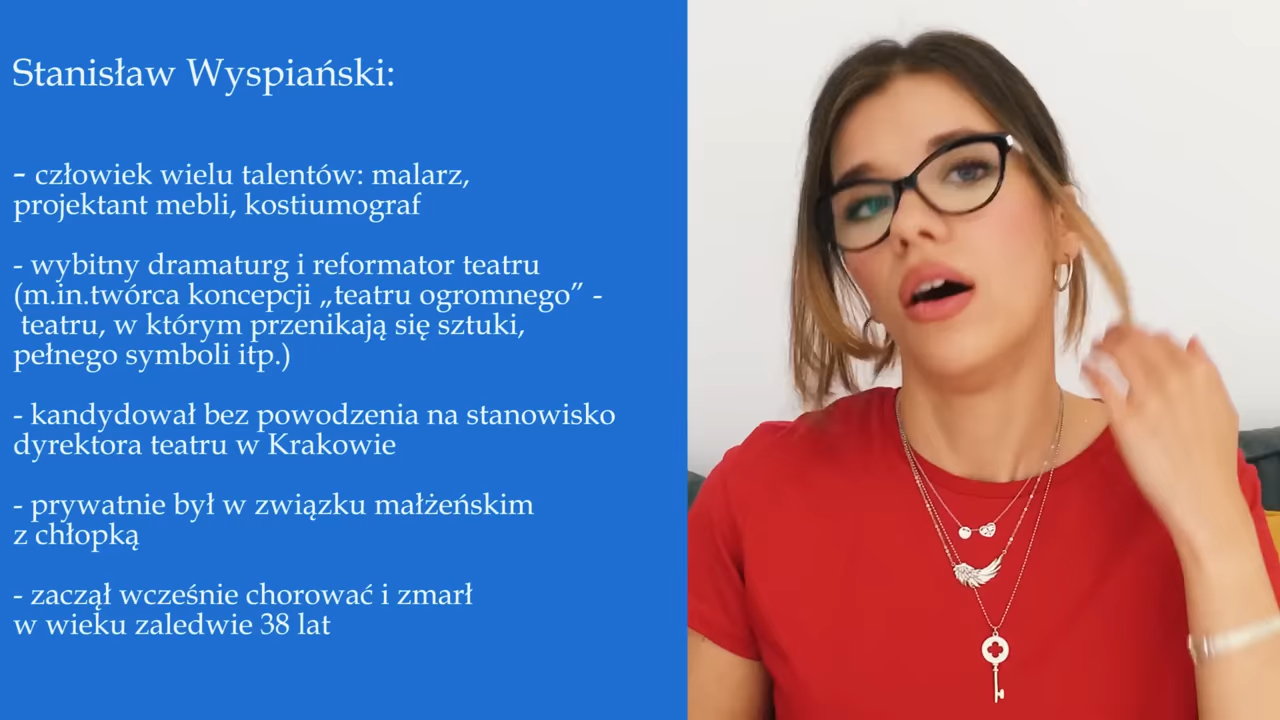 Stanisław Wyspiański:
- człowiek wielu talentów: malarz,
projektant mebli, kostiumograf
- wybitny dramaturg i reformator teatru
(m.in.twórca koncepcji „teatru ogromnego” -
teatru, w którym przenikają się sztuki,
pełnego symboli itp.)
- kandydował bez powodzenia na stanowisko
dyrektora teatru w Krakowie
- prywatnie był w związku małżeńskim
z chłopką
- zaczął wcześnie chorować i zmarł
w wieku zaledwie 38 lat